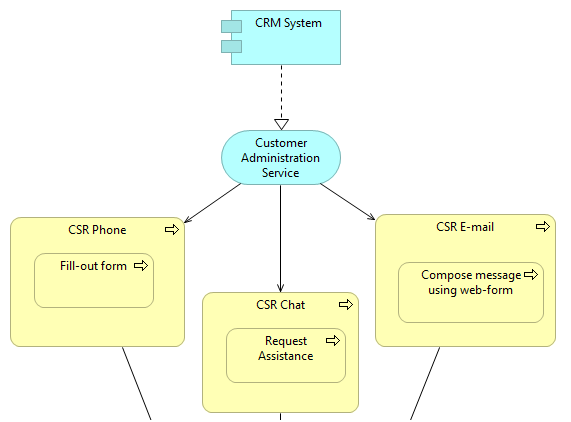 CRM System
Customer
Administration
Service
CSR Phone
Fill-out form
CSR E-mail
Compose message
using web-form
CSR Chat
Request
Assistance